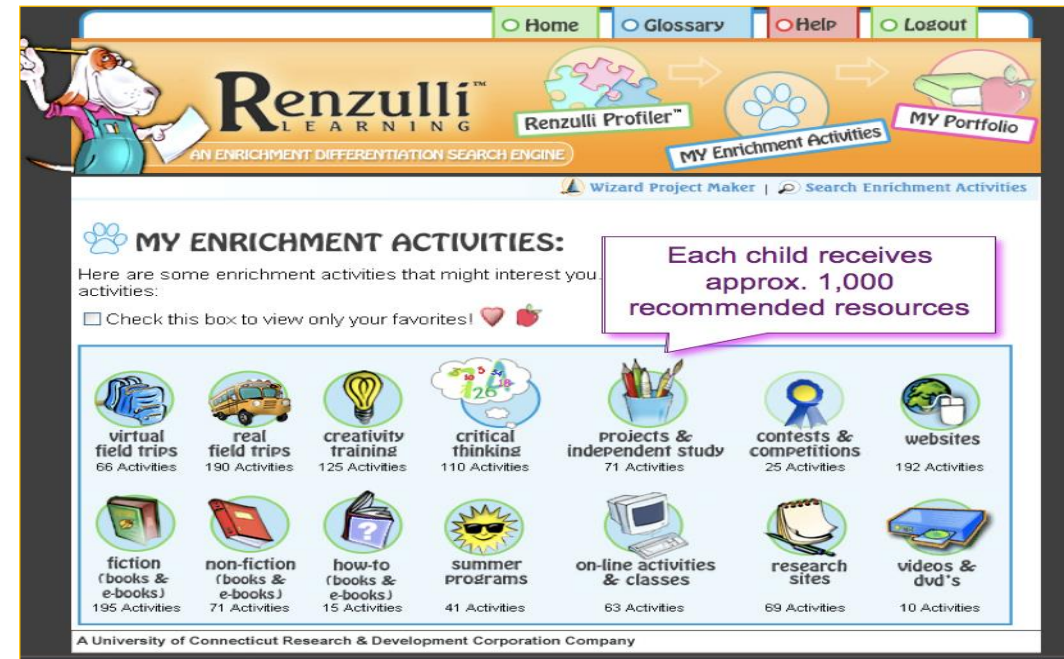 Home
Glossary
Help
Logout
Renzulli™
LEARNING
AN ENRICHMENT DIFFERENTIATION SEARCH ENGINE
Renzulli Profiler™
MY Enrichment Activities
MY Portfolio
Wizard Project Maker | Search Enrichment Activities
MY ENRICHMENT ACTIVITIES:
Here are some enrichment activities that might interest you.
activities:
Check this box to view only your favorites!
Each child receives
approx. 1,000
recommended resources
virtual
field trips
66 Activities
real
field trips
190 Activities
creativity
training
125 Activities
critical
thinking
110 Activities
projects &
independent study
71 Activities
contests &
competitions
25 Activities
websites
192 Activities
fiction
(books &
e-books)
195 Activities
non-fiction
(books &
e-books)
71 Activities
how-to
(books &
e-books)
15 Activities
summer
programs
41 Activities
on-line activities
& classes
63 Activities
research
sites
69 Activities
videos &
dvd's
10 Activities
A University of Connecticut Research & Development Corporation Company